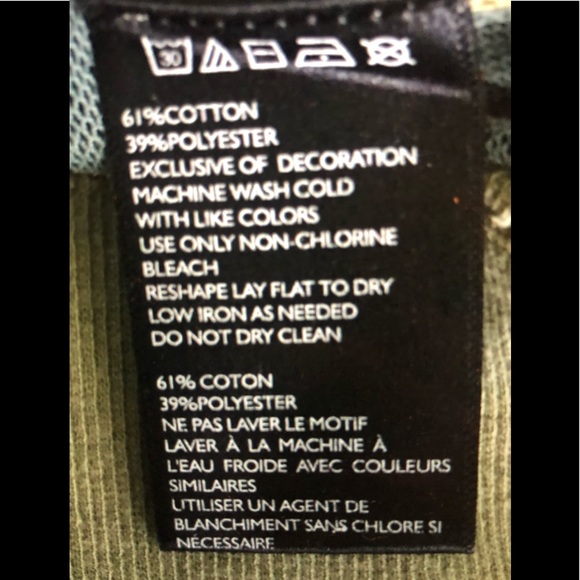 30
61%COTTON
39%POLYESTER
EXCLUSIVE OF DECORATION
MACHINE WASH COLD
WITH LIKE COLORS
USE ONLY NON-CHLORINE
BLEACH
RESHAPE LAY FLAT TO DRY
LOW IRON AS NEEDED
DO NOT DRY CLEAN
61% COTON
39%POLYESTER
NE PAS LAVER LE MOTIF
LAVER À LA MACHINE À
L'EAU FROIDE AVEC COULEURS
SIMILAIRES
UTILISER UN AGENT DE
BLANCHIMENT SANS CHLORE SI
NÉCESSAIRE